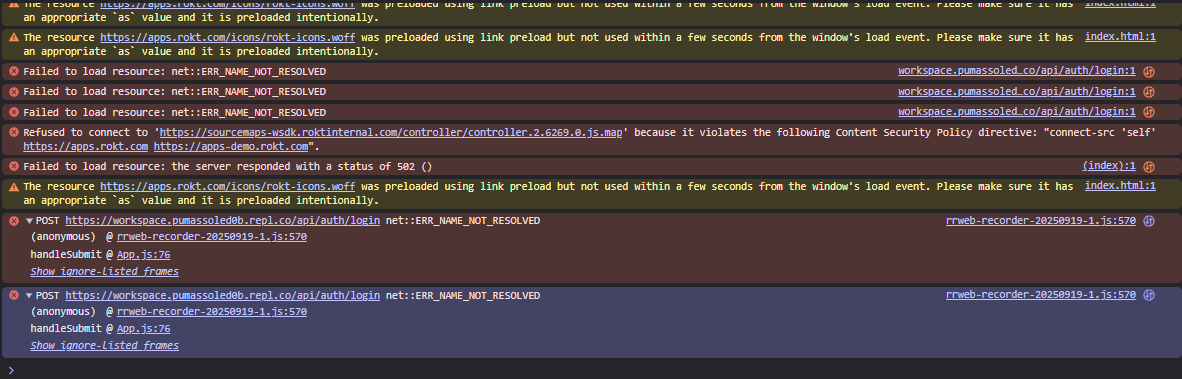 The resource https://apps.rokt.com/icons/rokt-icons.woff was preloaded using link preload but not used within a few seconds from the window's load event. Please make sure it has index.html:1
an appropriate `as` value and it is preloaded intentionally.
The resource https://apps.rokt.com/icons/rokt-icons.woff was preloaded using link preload but not used within a few seconds from the window's load event. Please make sure it has index.html:1
an appropriate `as` value and it is preloaded intentionally.
Failed to load resource: net::ERR_NAME_NOT_RESOLVED workspace.pumassoled…co/api/auth/login:1
Failed to load resource: net::ERR_NAME_NOT_RESOLVED workspace.pumassoled…co/api/auth/login:1
Failed to load resource: net::ERR_NAME_NOT_RESOLVED workspace.pumassoled…co/api/auth/login:1
Refused to connect to 'https://sourcemaps-wsdk.roktinternal.com/controller/controller.2.6269.0.js.map' because it violates the following Content Security Policy directive: "connect-src 'self'
https://apps.rokt.com https://apps-demo.rokt.com".
Failed to load resource: the server responded with a status of 502 () (index):1
The resource https://apps.rokt.com/icons/rokt-icons.woff was preloaded using link preload but not used within a few seconds from the window's load event. Please make sure it has index.html:1
an appropriate `as` value and it is preloaded intentionally.
POST https://workspace.pumassoled0b.repl.co/api/auth/login net::ERR_NAME_NOT_RESOLVED rrweb-recorder-20250919-1.js:570
(anonymous) @ rrweb-recorder-20250919-1.js:570
handleSubmit @ App.js:76
Show ignore-listed frames
POST https://workspace.pumassoled0b.repl.co/api/auth/login net::ERR_NAME_NOT_RESOLVED rrweb-recorder-20250919-1.js:570
(anonymous) @ rrweb-recorder-20250919-1.js:570
handleSubmit @ App.js:76
Show ignore-listed frames